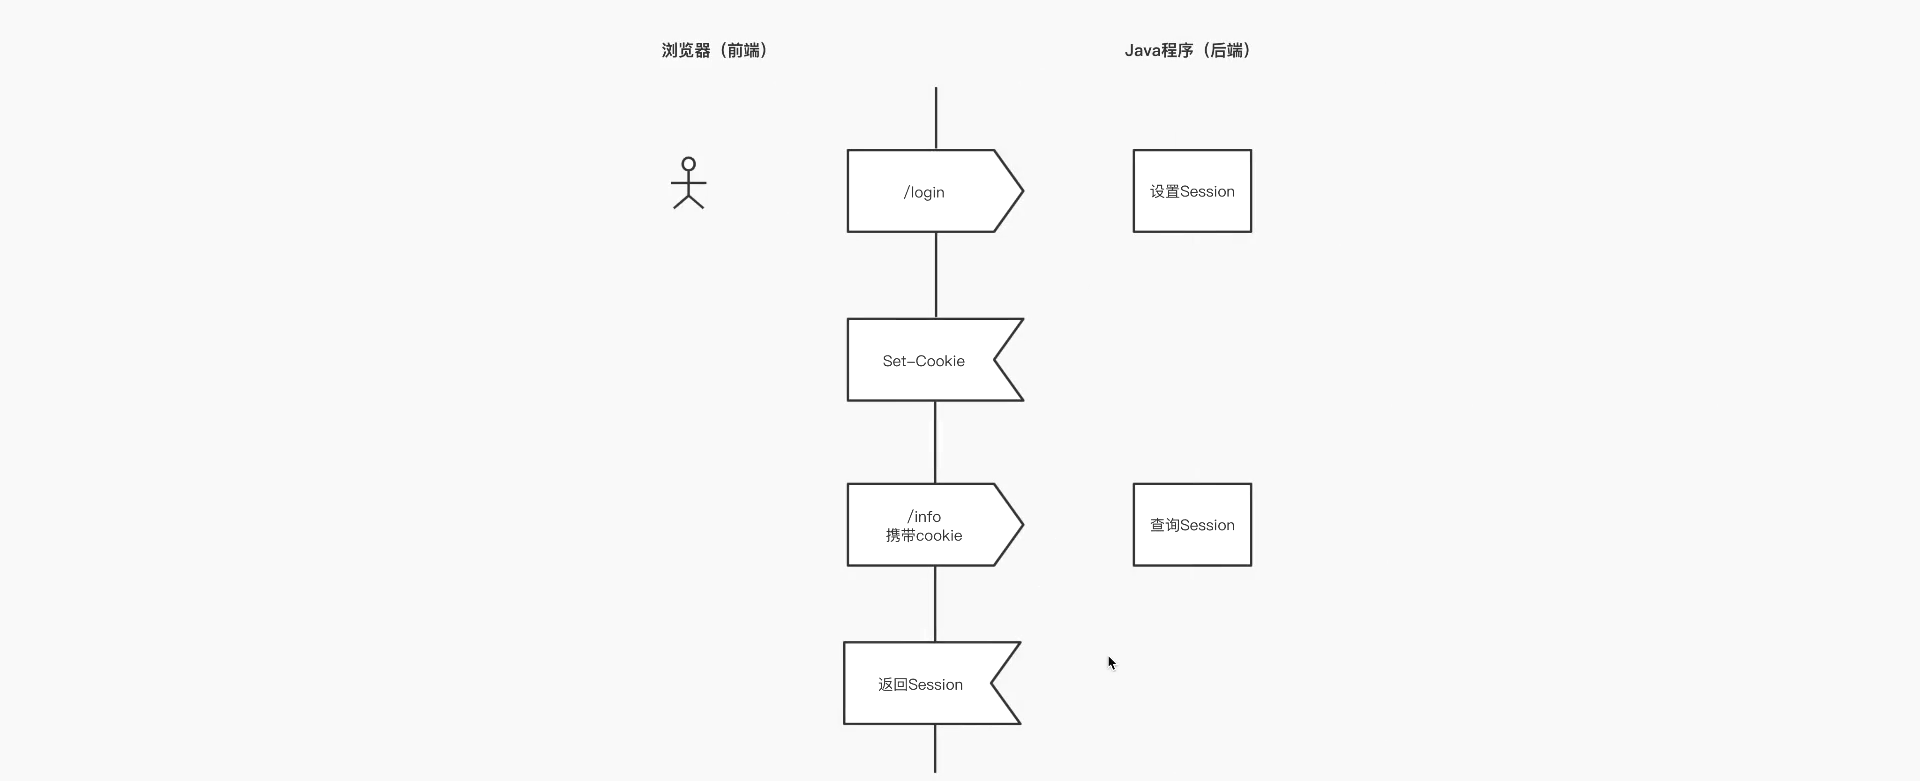 浏览器（前端）
Java程序（后端）
/login
设置Session
Set-Cookie
/info
携带cookie
查询Session
返回Session